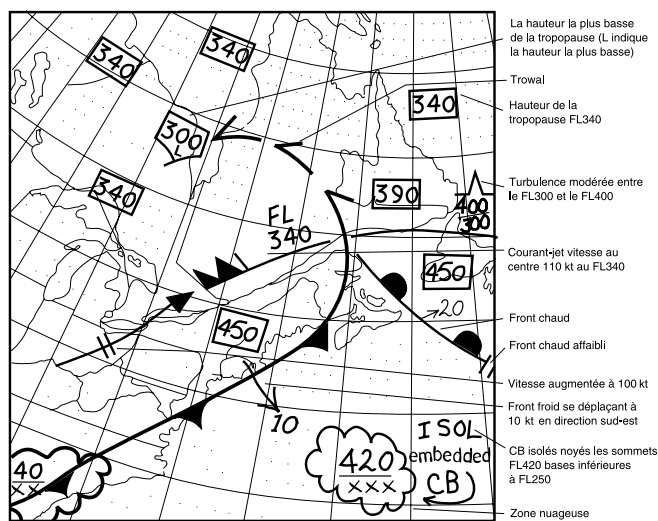 La hauteur la plus basse
de la tropopause (L indique
la hauteur la plus basse)
Trowal
Hauteur de la
tropopause FL340
Turbulence modérée entre
le FL300 et le FL400
Courant-jet vitesse au
centre 110 kt au FL340
Front chaud
Front chaud affaibli
Vitesse augmentée à 100 kt
Front froid se déplaçant à
10 kt en direction sud-est
CB isolés noyés les sommets
FL420 bases inférieures
à FL250
Zone nuageuse
340
340
340
300
L
340
390
400
300
FL
340
450
20
450
10
ISOL
embedded
CB
420
XXX
40
XX